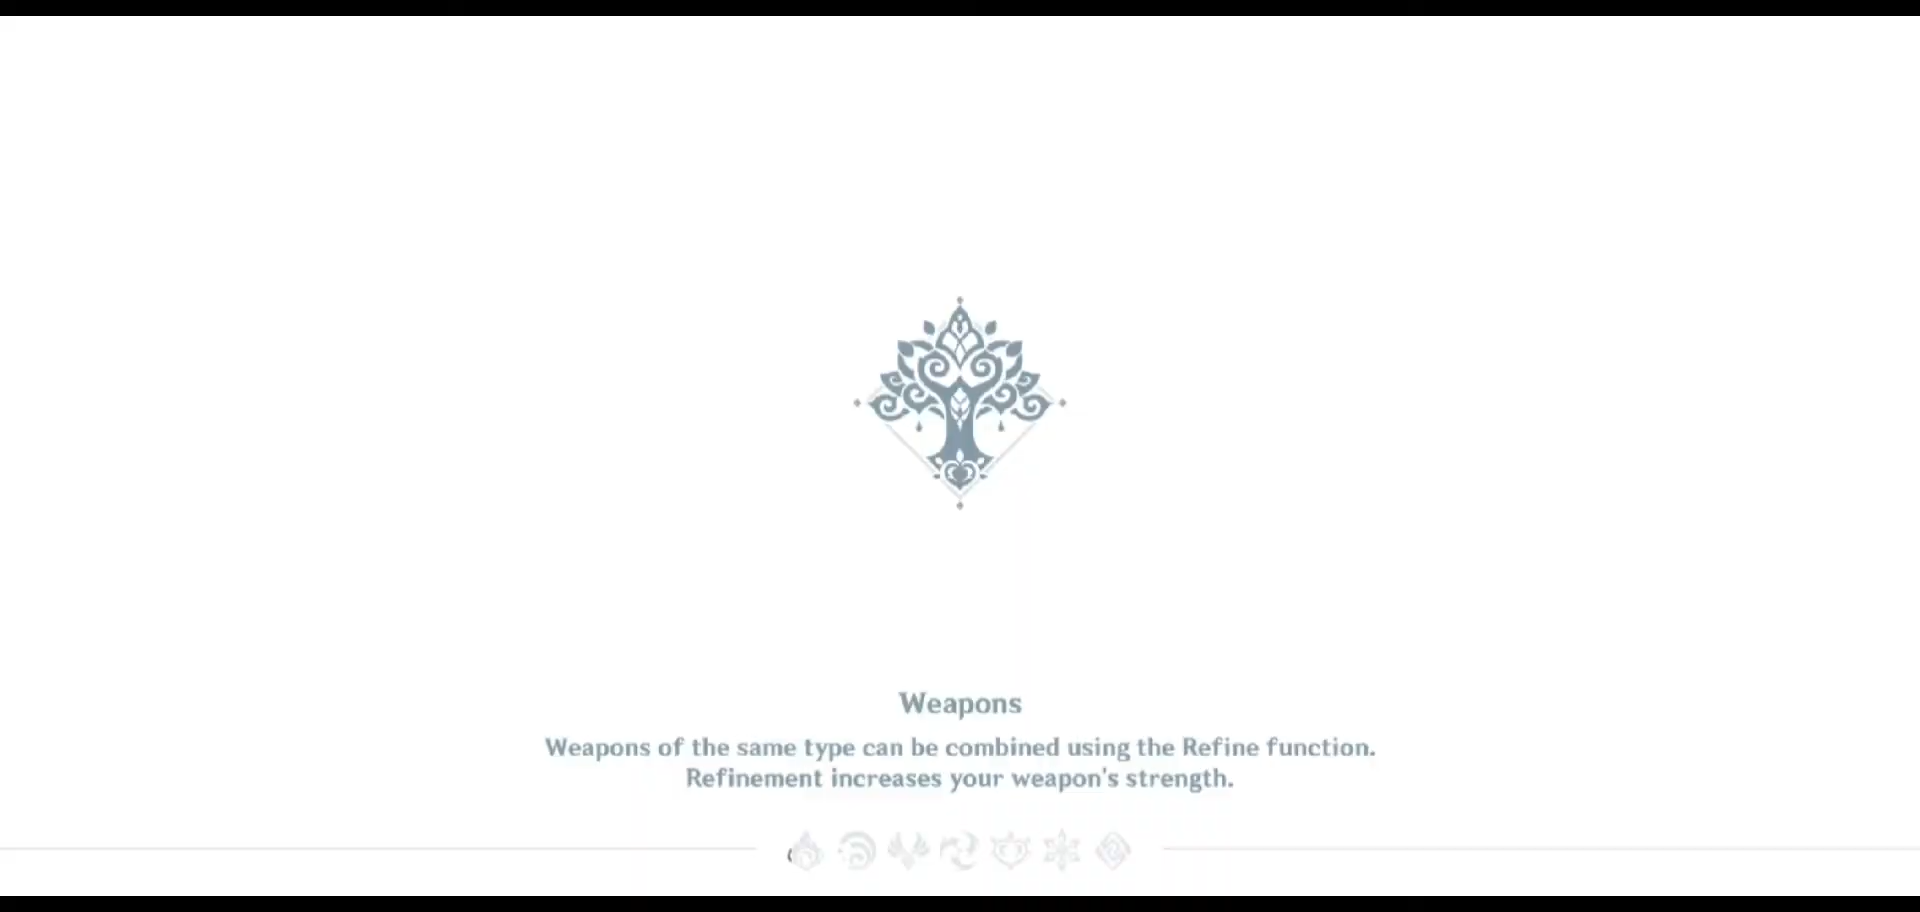 Weapons
Weapons of the same type can be combined using the Refine function.
Refinement increases your weapon's strength.